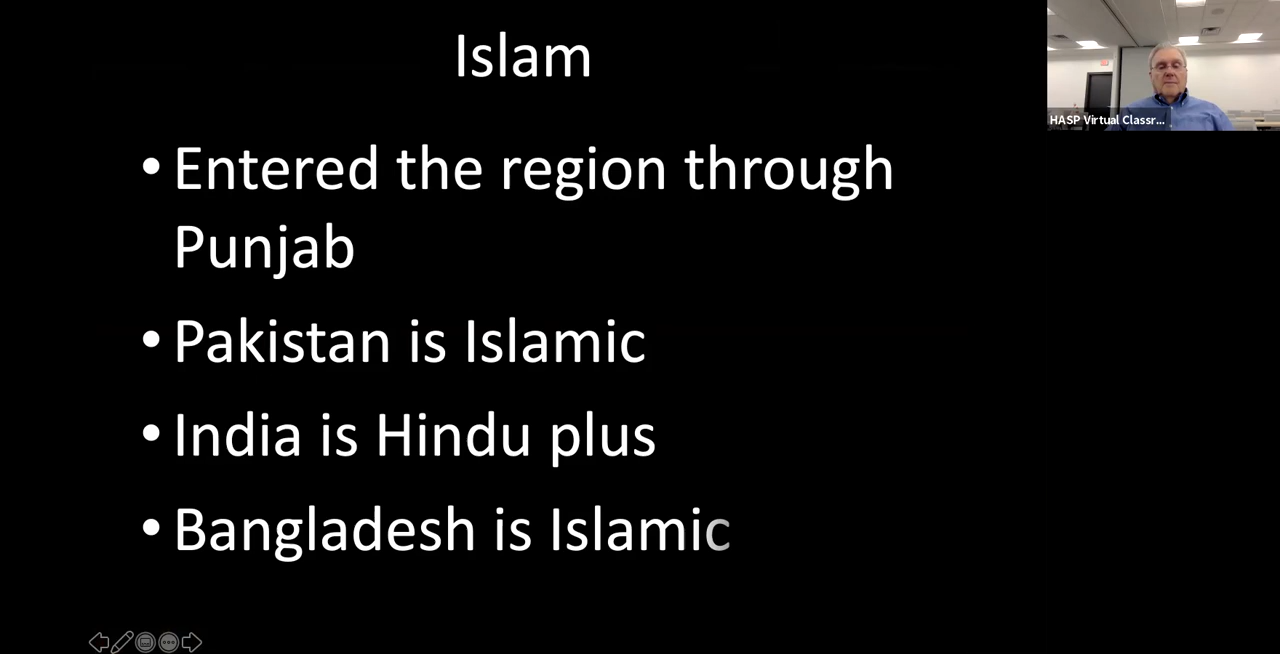 Islam
HASP Virtual Classr...
• Entered the region through
Punjab
• Pakistan is Islamic
• India is Hindu plus
• Bangladesh is Islamic